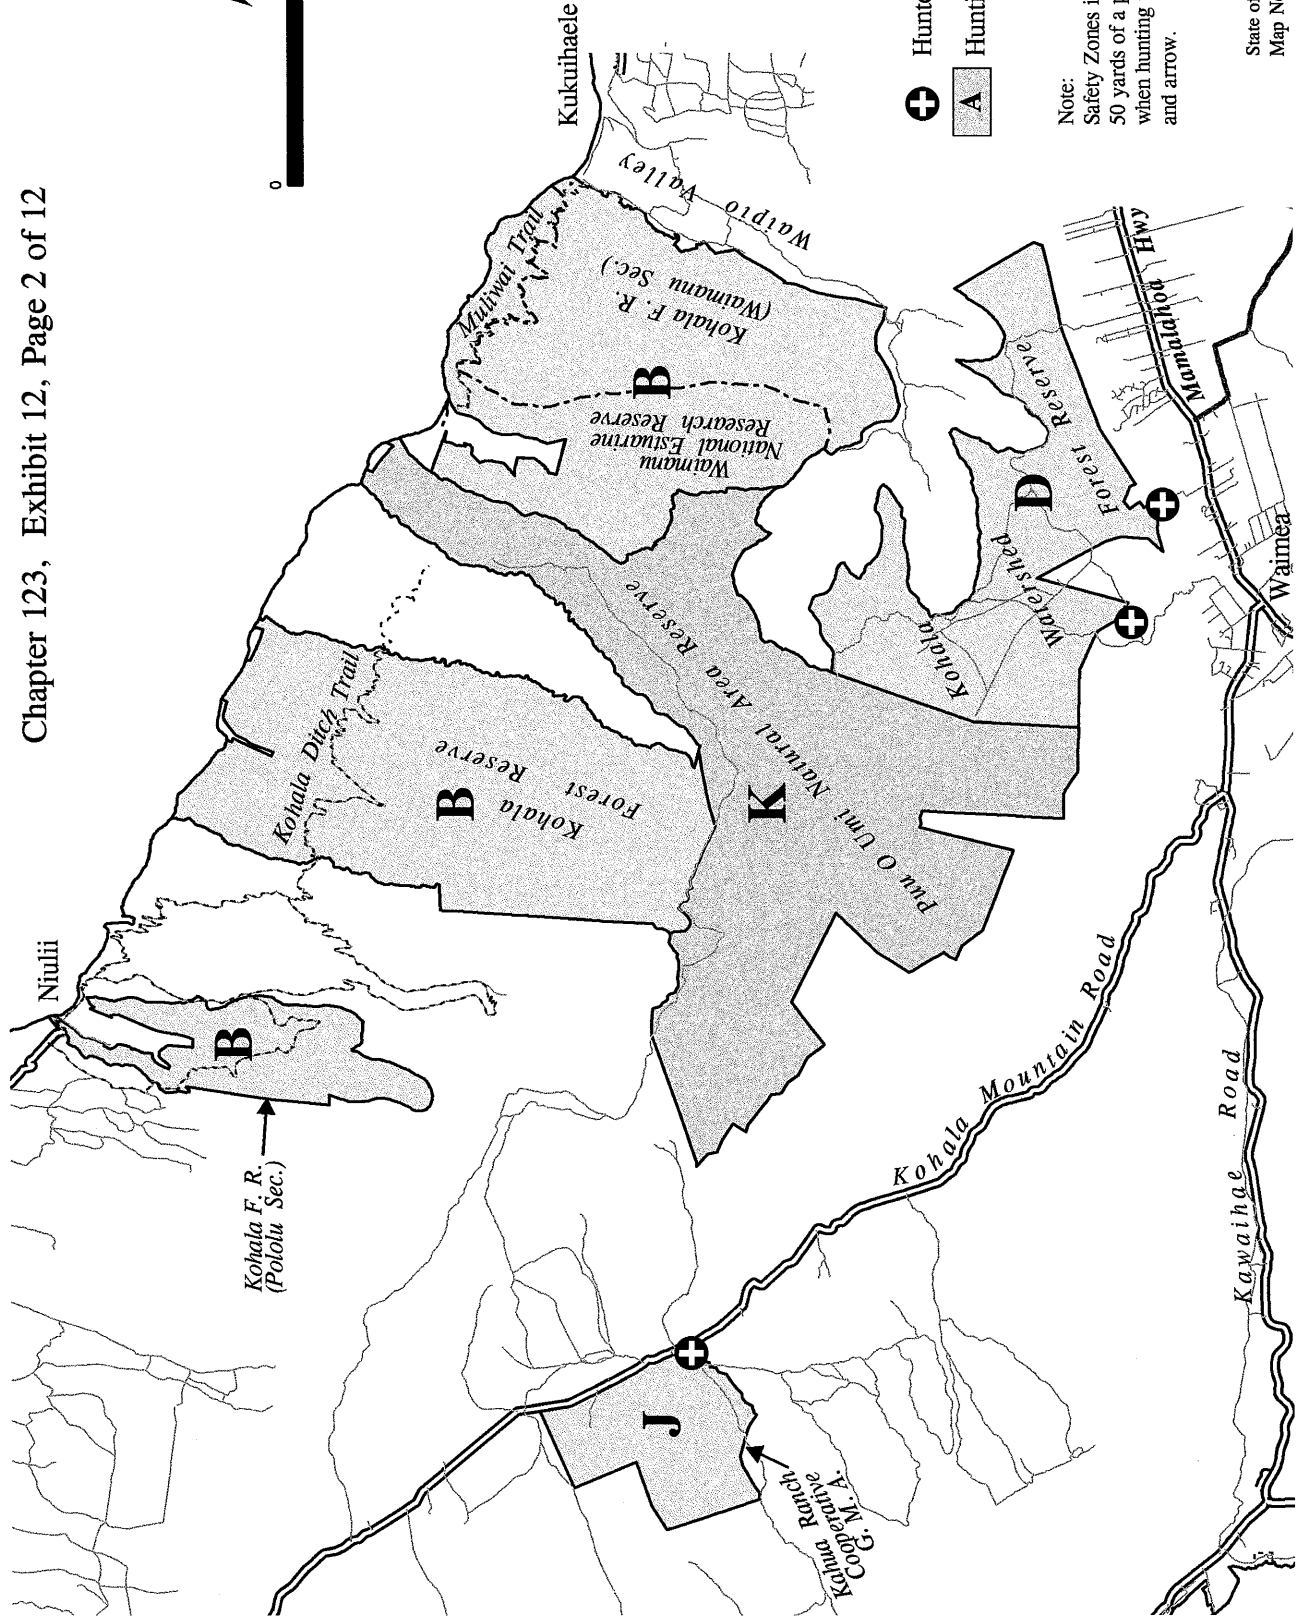 Chapter 123, Exhibit 12, Page 2 of 12
0
Kukuihaele
Waipio Valley
Muliwai Trail
Kohala F. R.
(Waimanu Sec.)
B
Waimanu
National Estuarine
Research Reserve
Niulii
Kohala Ditch Trail
B
Kohala
Forest Reserve
B
Kohala F. R.
(Pololu Sec.)
K
Puu O Umi Natural Area Reserve
D
Kohala Watershed Forest Reserve
Mamalahoa Hwy
Waimea
Kohala Mountain Road
Kawaihae Road
J
Kahua Ranch
Cooperative
G. M. A.
Hunte
A
Hunti
Note:
Safety Zones i
50 yards of a
when hunting
and arrow.
State of
Map N